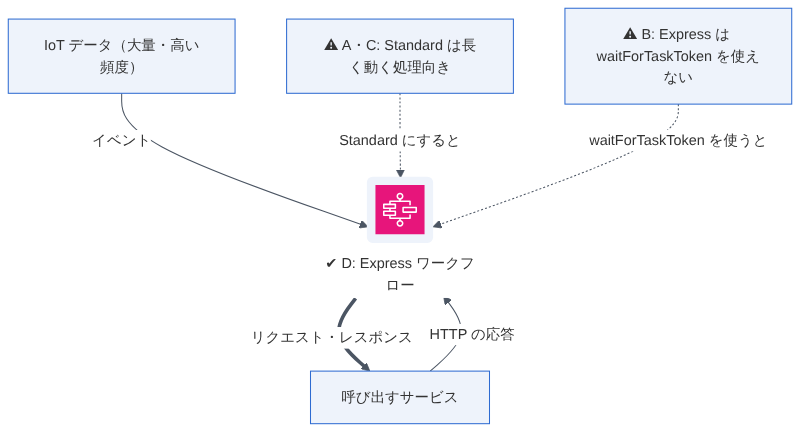 IoT データ（大量・高い
頻度）
⚠ A・C: Standard は長
く動く処理向き
⚠ B: Express は
waitForTaskToken を使え
ない
イベント
Standard にすると
waitForTaskToken を使うと
✔ D: Express ワークフ
ロー
リクエスト・レスポンス
HTTP の応答
呼び出すサービス